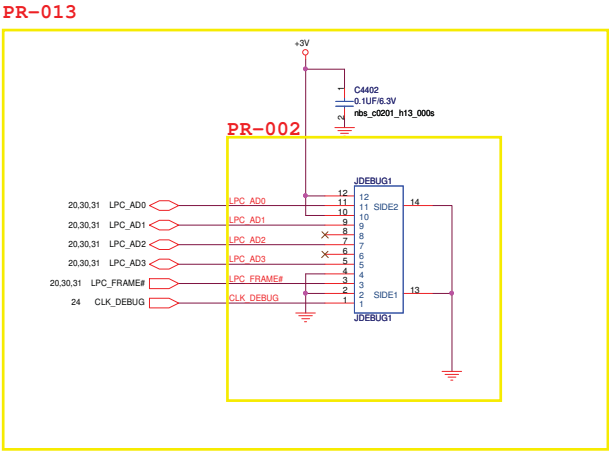 PR-013
+3V
1
C4402
0.1UF/6.3V
2
nbs_c0201_h13_000s
PR-002
JDEBUG1
12 12
20,30,31 LPC_AD0 LPC_AD0 11 11 SIDE2 14
10 10
20,30,31 LPC_AD1 LPC_AD1 9 9
8 8
20,30,31 LPC_AD2 LPC_AD2 7 7
6 6
20,30,31 LPC_AD3 LPC_AD3 5 5
4 4
20,30,31 LPC_FRAME# LPC_FRAME# 3 3
2 2 SIDE1 13
24 CLK_DEBUG CLK_DEBUG 1 1
JDEBUG1